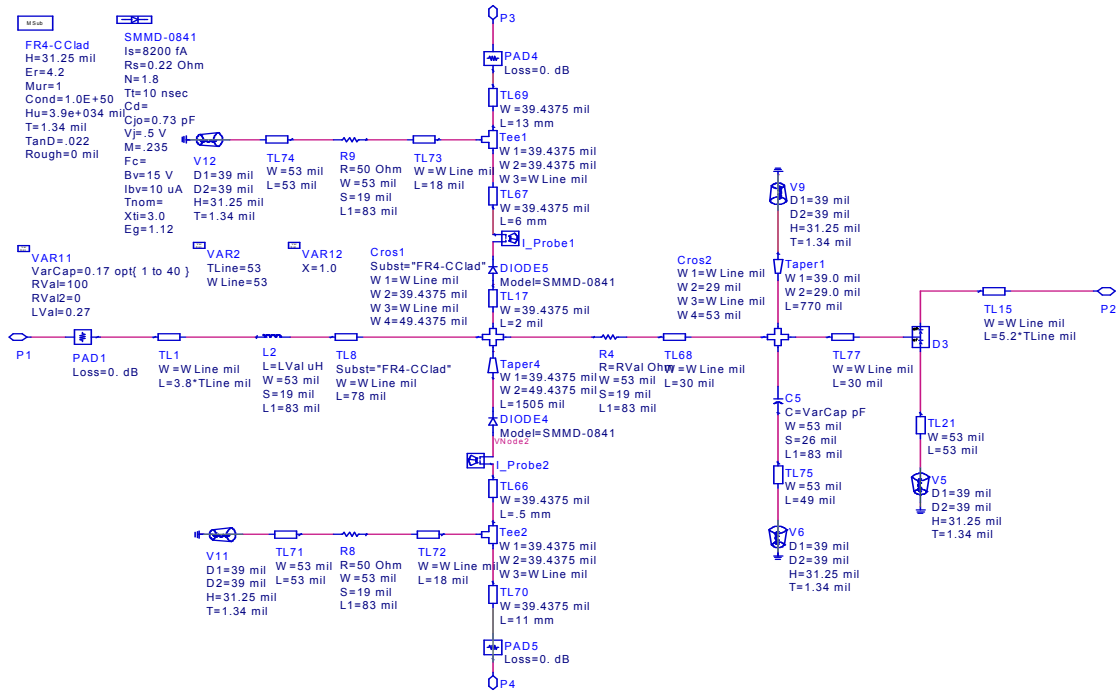 P3
M Sub
FR4-CClad
H=31.25 mil
Er=4.2
Mur=1
Cond=1.0E+50
Hu=3.9e+034 mil
T=1.34 mil
TanD=.022
Rough=0 mil
SMMD-0841
Is=8200 fA
Rs=0.22 Ohm
N=1.8
Tt=10 nsec
Cd=
Cjo=0.73 pF
Vj=.5 V
M=.235
Fc=
Bv=15 V
Ibv=10 uA
Tnom=
Xti=3.0
Eg=1.12
PAD4
Loss=0. dB
TL69
W=39.4375 mil
L=13 mm
Tee1
W1=39.4375 mil
W2=39.4375 mil
W3=WLine mil
V12
D1=39 mil
D2=39 mil
H=31.25 mil
T=1.34 mil
TL74
W=53 mil
L=53 mil
R9
R=50 Ohm
W=53 mil
S=19 mil
L1=83 mil
TL73
W=WLine mil
L=18 mil
TL67
W=39.4375 mil
L=6 mm
I_Probe1
V9
D1=39 mil
D2=39 mil
H=31.25 mil
T=1.34 mil
VAR11
VarCap=0.17 opt{ 1 to 40 }
RVal=100
RVal2=0
LVal=0.27
VAR2
TLine=53
WLine=53
VAR12
X=1.0
Cros1
Subst="FR4-CClad"
W1=WLine mil
W2=39.4375 mil
W3=WLine mil
W4=49.4375 mil
DIODE5
Model=SMMD-0841
TL17
W=39.4375 mil
L=2 mil
Cros2
W1=WLine mil
W2=29 mil
W3=WLine mil
W4=53 mil
Taper1
W1=39.0 mil
W2=29.0 mil
L=770 mil
TL15
W=WLine mil
L=5.2*TLine mil
P2
P1
PAD1
Loss=0. dB
TL1
W=WLine mil
L=3.8*TLine mil
L2
L=LVal uH
W=53 mil
S=19 mil
L1=83 mil
TL8
Subst="FR4-CClad"
W=WLine mil
L=78 mil
Taper4
W1=39.4375 mil
W2=49.4375 mil
L=1505 mil
R4
R=RVal Ohm
W=53 mil
S=19 mil
L1=83 mil
TL68
W=WLine mil
L=30 mil
TL77
W=WLine mil
L=30 mil
D3
DIODE4
Model=SMMD-0841
VNode2
I_Probe2
C5
C=VarCap pF
W=53 mil
S=26 mil
L1=83 mil
TL21
W=53 mil
L=53 mil
TL66
W=39.4375 mil
L=.5 mm
TL75
W=53 mil
L=49 mil
V5
D1=39 mil
D2=39 mil
H=31.25 mil
T=1.34 mil
V11
D1=39 mil
D2=39 mil
H=31.25 mil
T=1.34 mil
TL71
W=53 mil
L=53 mil
R8
R=50 Ohm
W=53 mil
S=19 mil
L1=83 mil
TL72
W=WLine mil
L=18 mil
Tee2
W1=39.4375 mil
W2=39.4375 mil
W3=WLine mil
V6
D1=39 mil
D2=39 mil
H=31.25 mil
T=1.34 mil
TL70
W=39.4375 mil
L=11 mm
PAD5
Loss=0. dB
P4